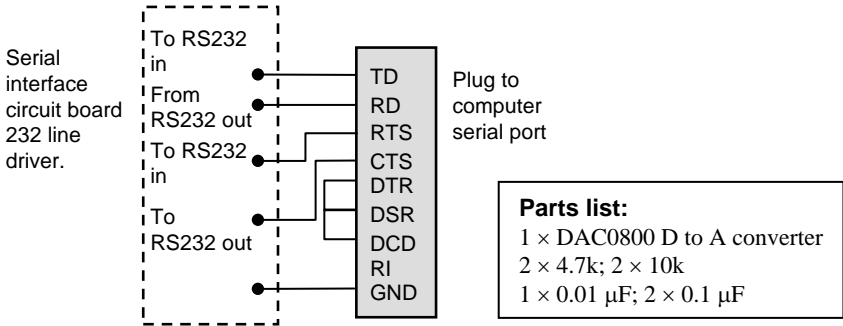 Serial
interface
circuit board
232 line
driver.
To RS232
in
From
RS232 out
To RS232
in
To
RS232 out
TD
RD
RTS
CTS
DTR
DSR
DCD
RI
GND
Plug to
computer
serial port
Parts list:
1 × DAC0800 D to A converter
2 × 4.7k; 2 × 10k
1 × 0.01 μF; 2 × 0.1 μF